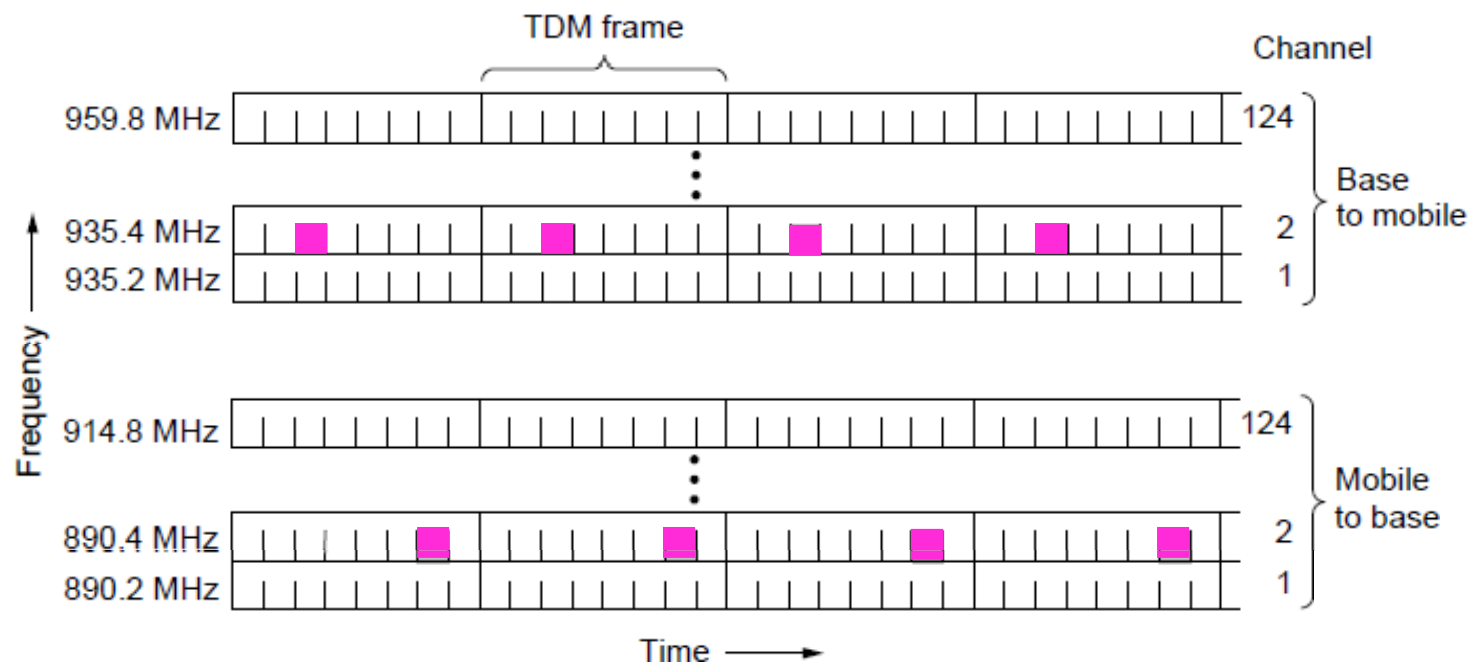 TDM frame
Channel
959.8 MHz
124
935.4 MHz
2
935.2 MHz
1
Base
to mobile
Frequency
914.8 MHz
124
890.4 MHz
2
890.2 MHz
1
Mobile
to base
Time